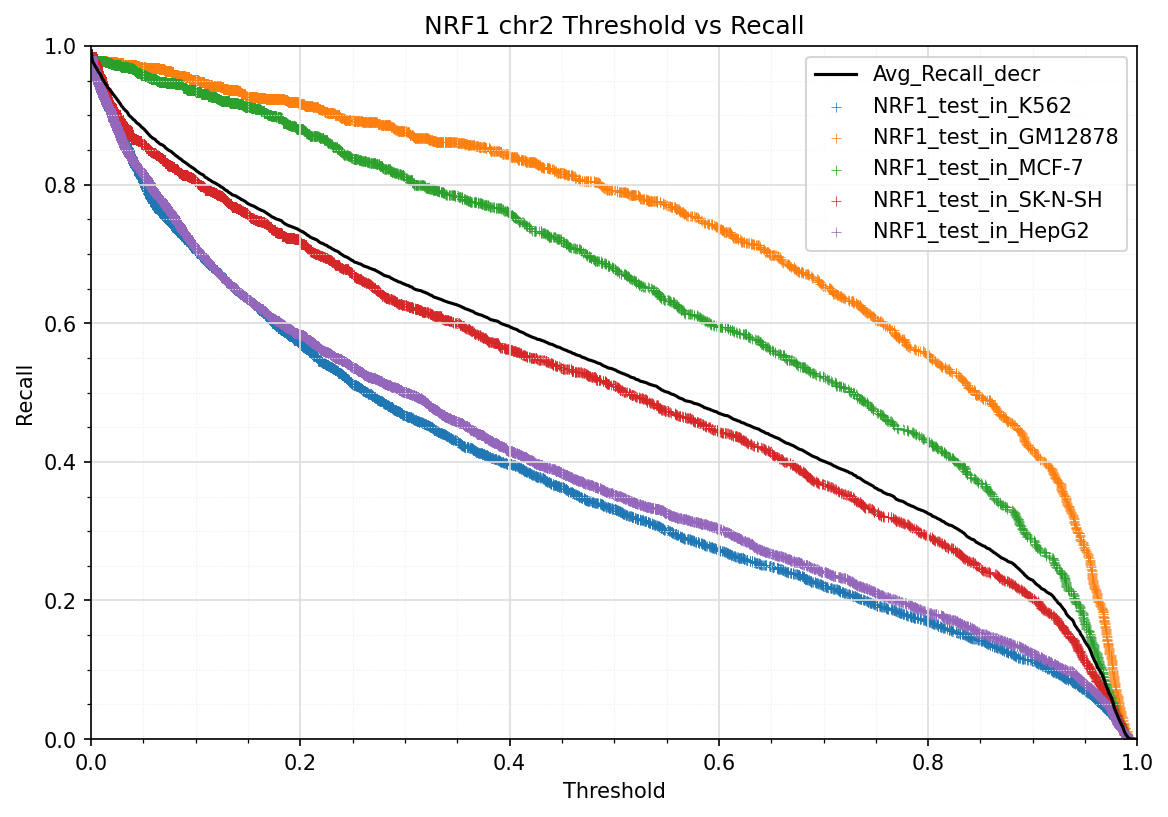 NRF1 chr2 Threshold vs Recall
1.0
0.8
0.6
0.4
0.2
0.0
Recall
Avg_Recall_decr
NRF1_test_in_K562
NRF1_test_in_GM12878
NRF1_test_in_MCF-7
NRF1_test_in_SK-N-SH
NRF1_test_in_HepG2
0.0 0.2 0.4 0.6 0.8 1.0
Threshold